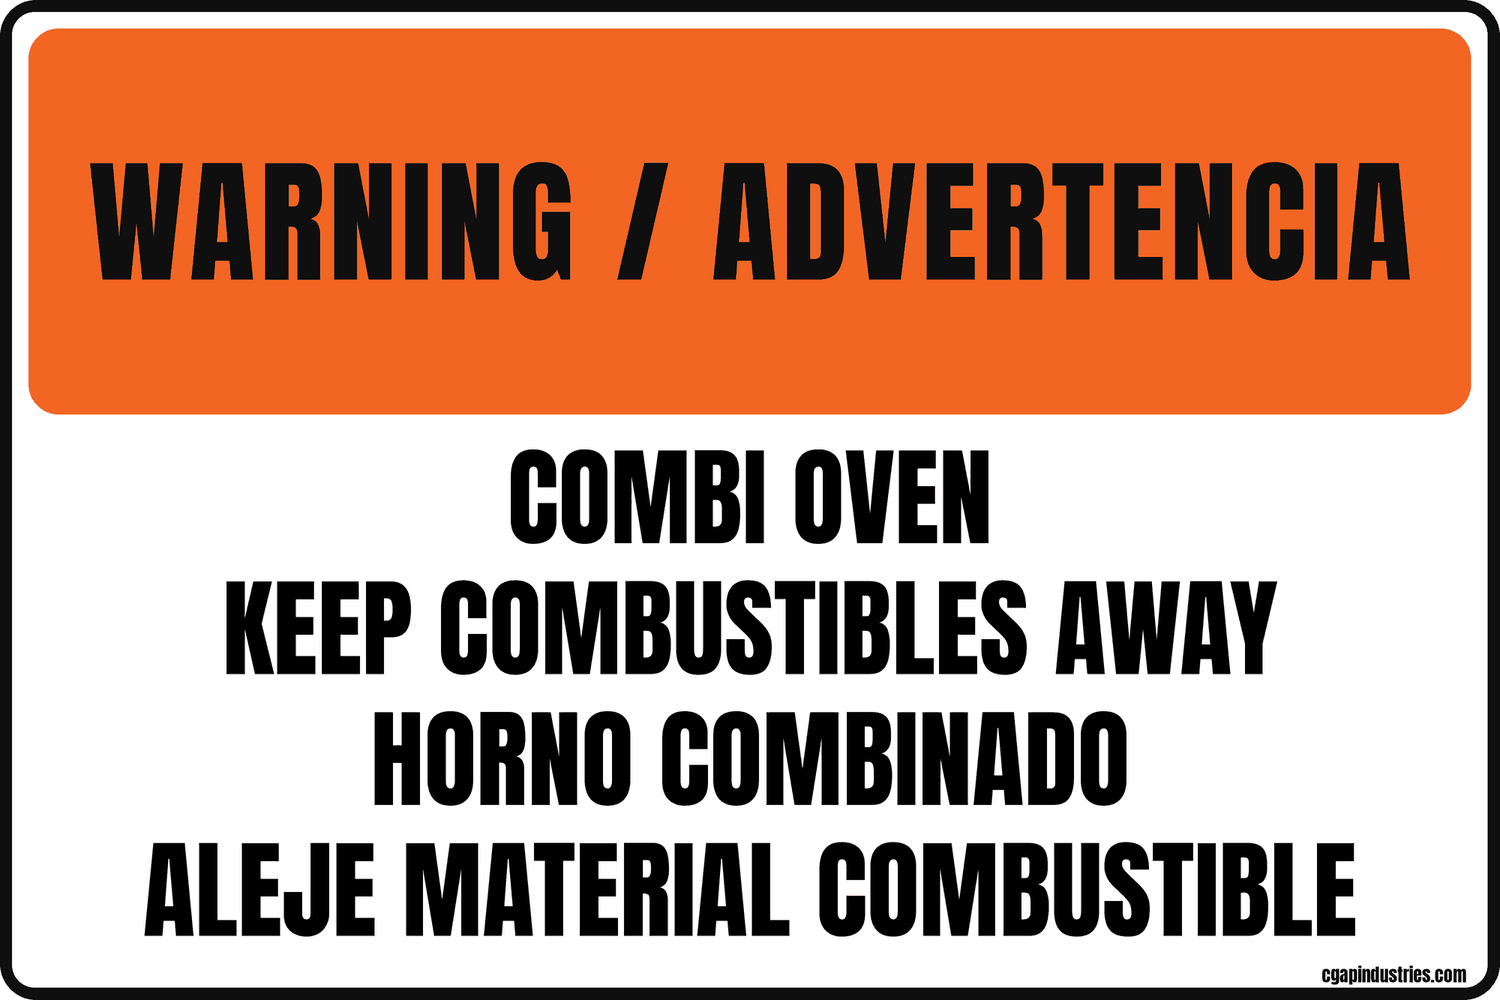 WARNING / ADVERTENCIA
COMBI OVEN
KEEP COMBUSTIBLES AWAY
HORNO COMBINADO
ALEJE MATERIAL COMBUSTIBLE
cgapindustries.com